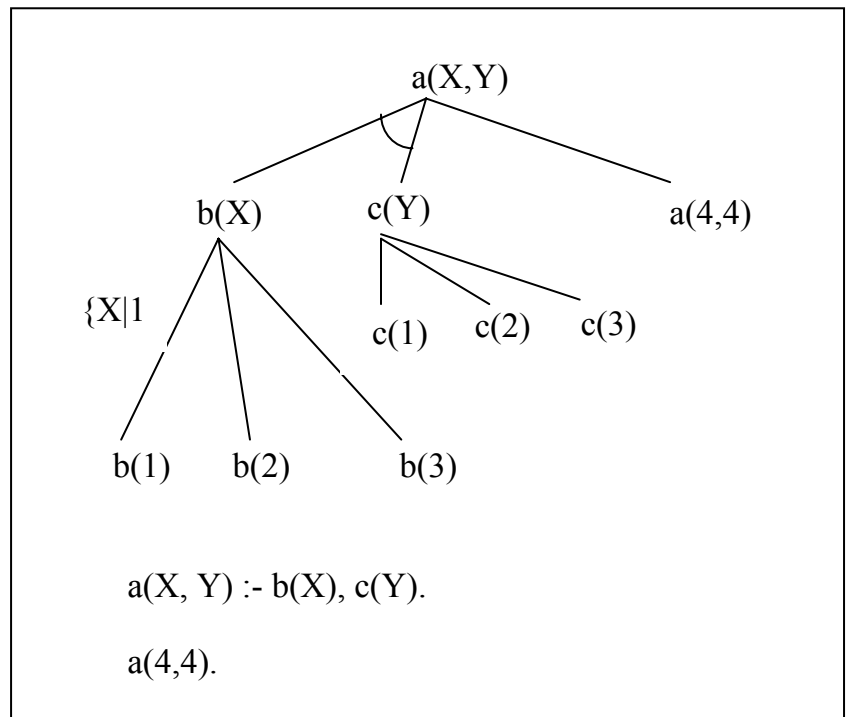 a(X,Y)
b(X) c(Y) a(4,4)
{X|1
c(1) c(2) c(3)
b(1) b(2) b(3)
a(X, Y) :- b(X), c(Y).
a(4,4).